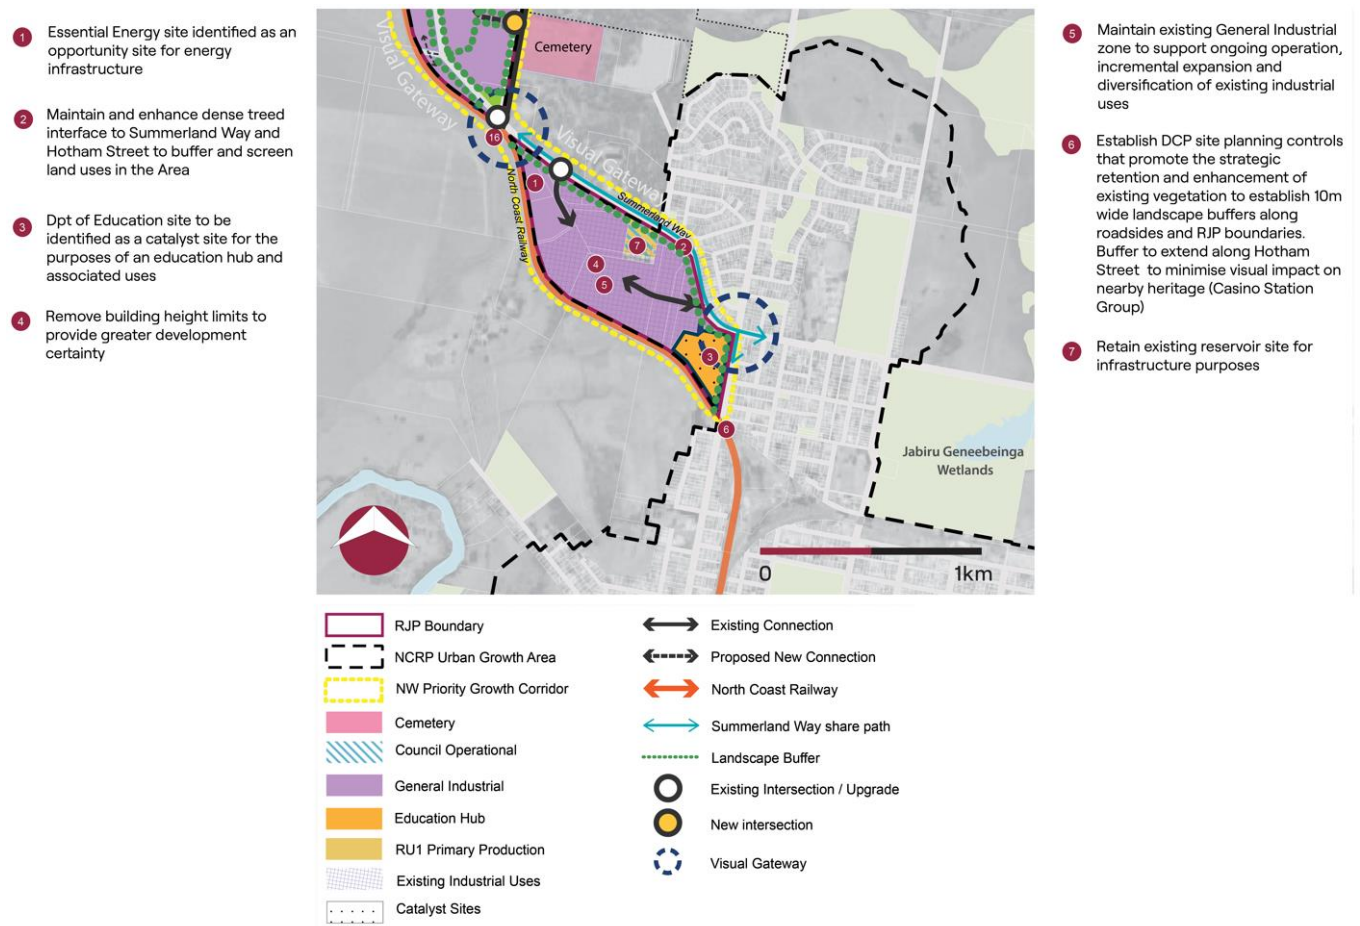 1
Essential Energy site identified as an
opportunity site for energy
infrastructure
2
Maintain and enhance dense treed
interface to Summerland Way and
Hotham Street to buffer and screen
land uses in the Area
3
Dpt of Education site to be
identified as a catalyst site for the
purposes of an education hub and
associated uses
4
Remove building height limits to
provide greater development
certainty
Cemetery
Visual Gateway
16
Visual Gateway
1
North Coast Railway
Summerland Way
7
2
4
5
3
6
Jabiru Geneebeinga
Wetlands
0
1km
5
Maintain existing General Industrial
zone to support ongoing operation,
incremental expansion and
diversification of existing industrial
uses
6
Establish DCP site planning controls
that promote the strategic
retention and enhancement of
existing vegetation to establish 10m
wide landscape buffers along
roadsides and RJP boundaries.
Buffer to extend along Hotham
Street to minimise visual impact on
nearby heritage (Casino Station
Group)
7
Retain existing reservoir site for
infrastructure purposes
RJP Boundary
NCRP Urban Growth Area
NW Priority Growth Corridor
Cemetery
Council Operational
General Industrial
Education Hub
RU1 Primary Production
Existing Industrial Uses
Catalyst Sites
Existing Connection
Proposed New Connection
North Coast Railway
Summerland Way share path
Landscape Buffer
Existing Intersection / Upgrade
New intersection
Visual Gateway